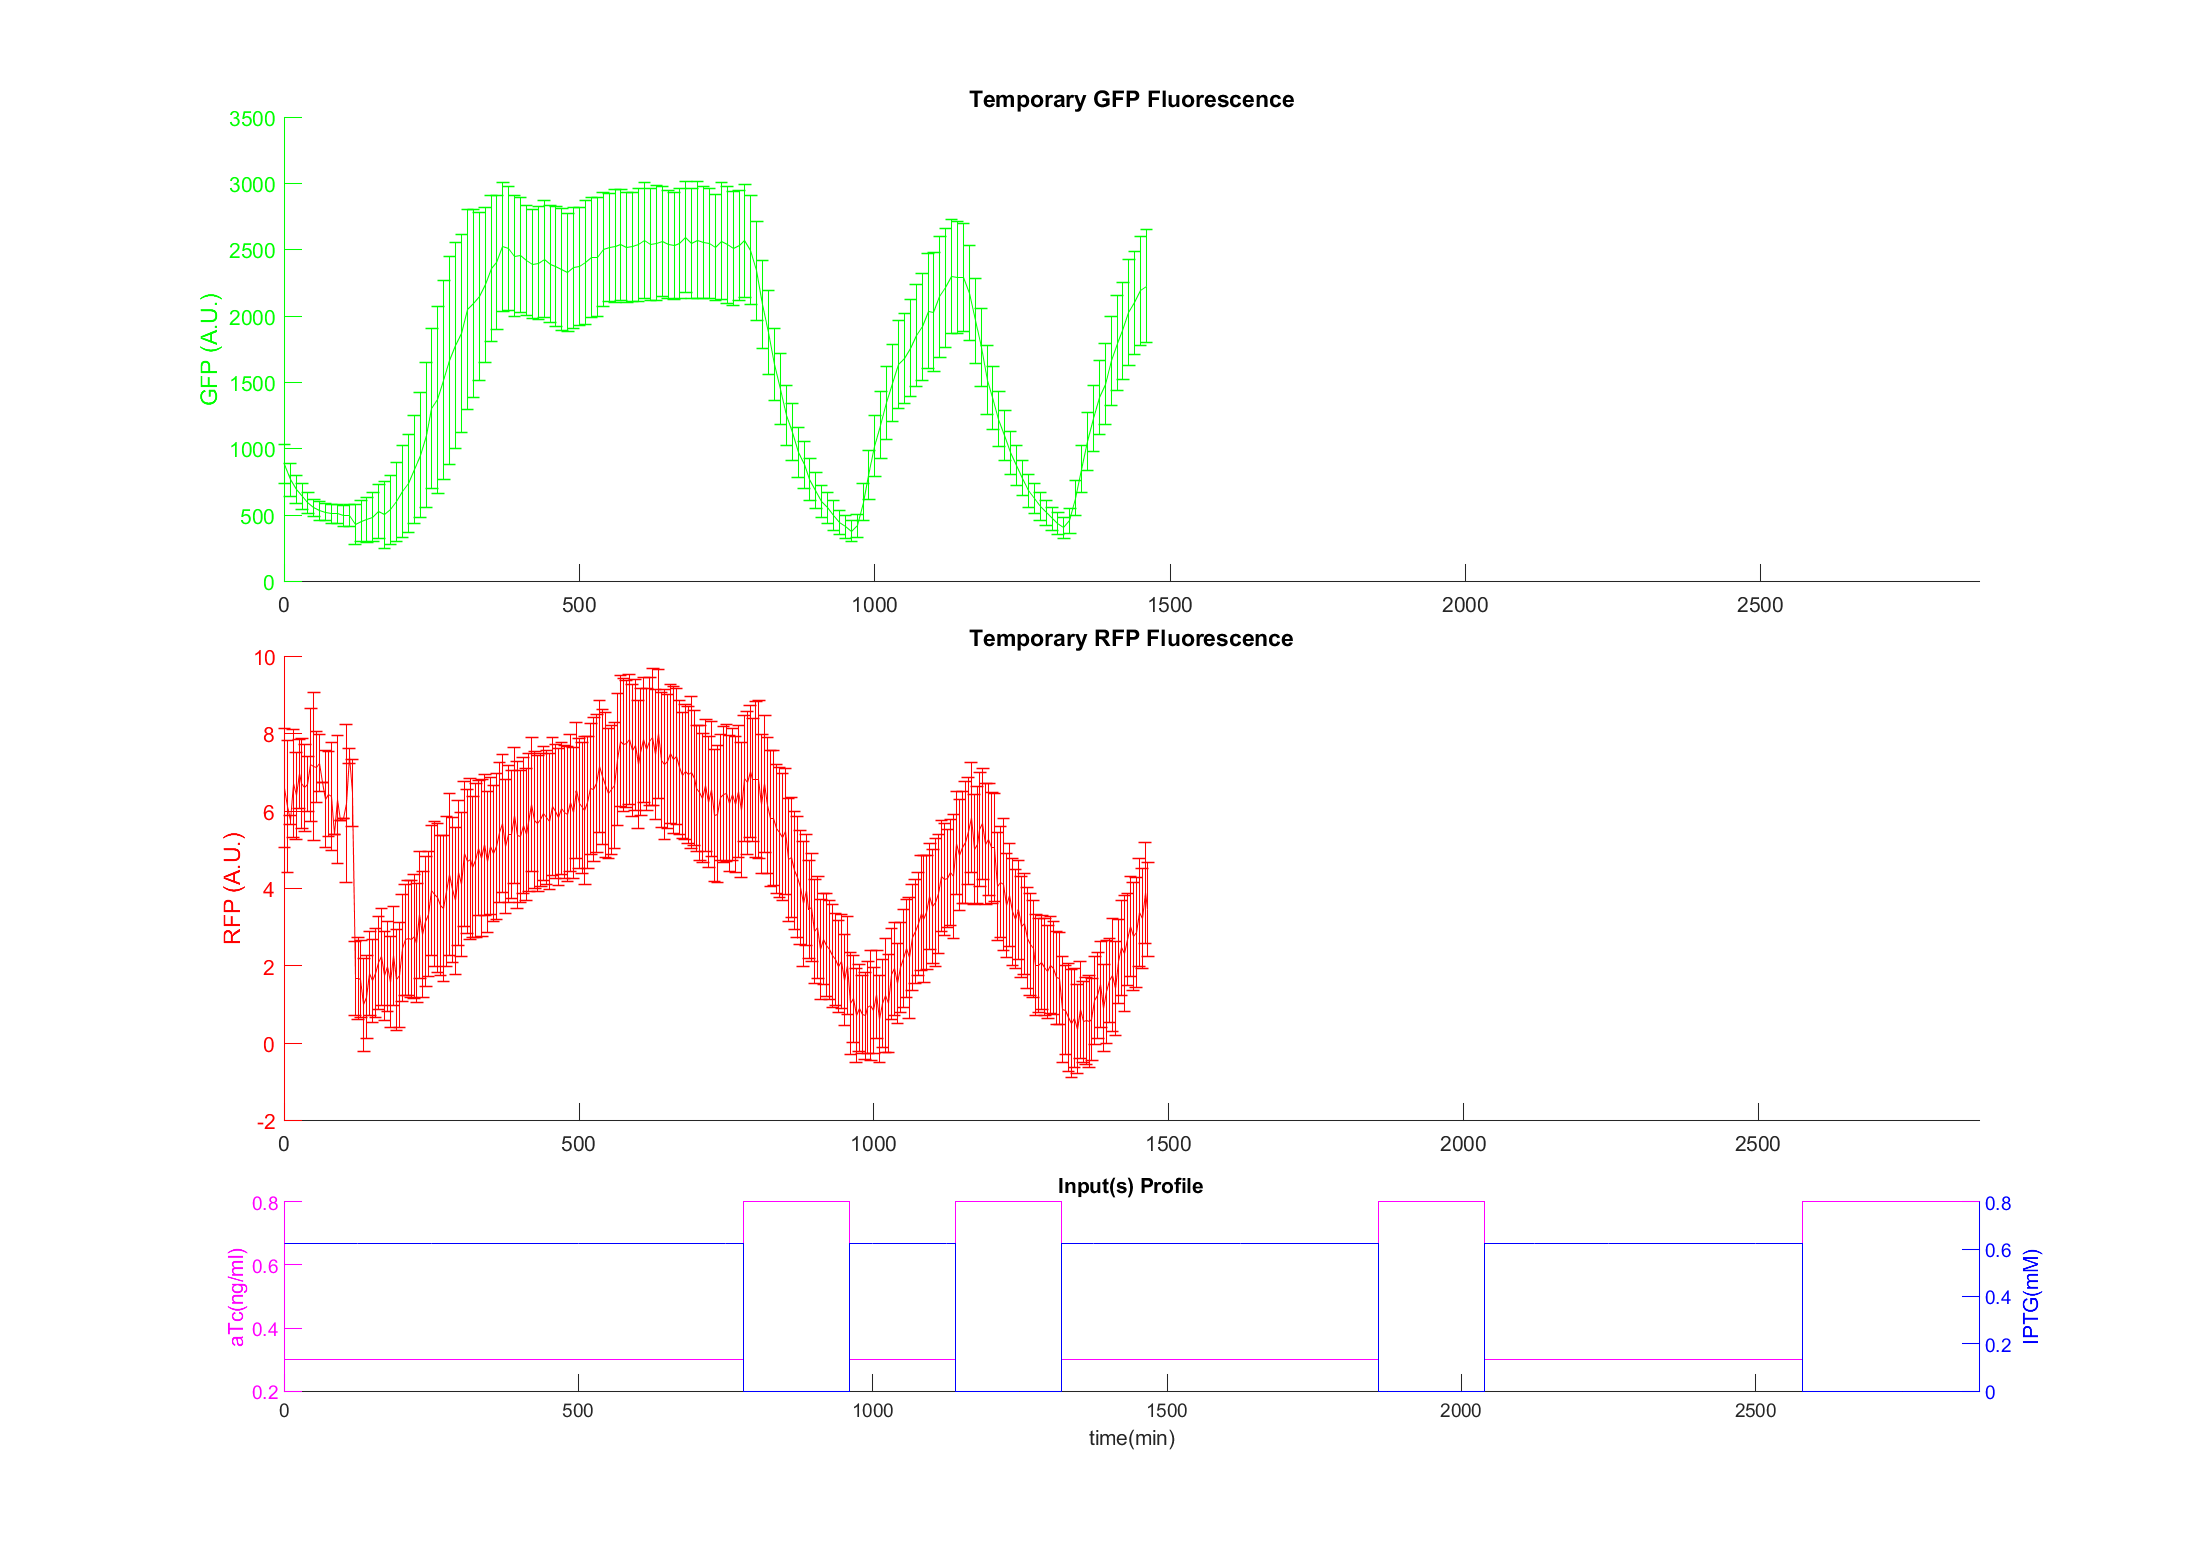 Temporary GFP Fluorescence
3500
3000
2500
2000
1500
1000
500
0
GFP (A.U.)
0 500 1000 1500 2000 2500
Temporary RFP Fluorescence
10
8
6
4
2
0
-2
RFP (A.U.)
0 500 1000 1500 2000 2500
Input(s) Profile
0.8
0.6
0.4
0.2
aTc(ng/ml)
0.8
0.6
0.4
0.2
0
IPTG(mM)
0 500 1000 1500 2000 2500
time(min)